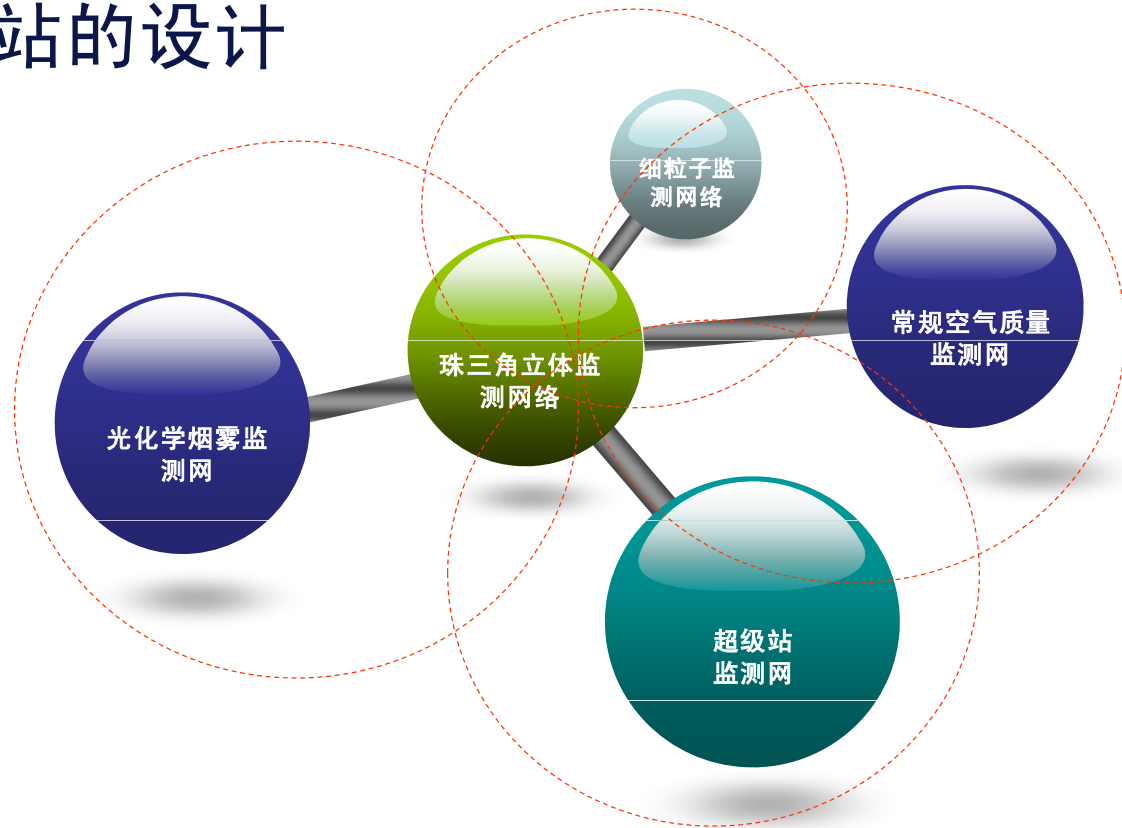 站的设计
细粒子监
测网络
常规空气质量
监测网
珠三角立体监
测网络
光化学烟雾监
测网
超级站
监测网